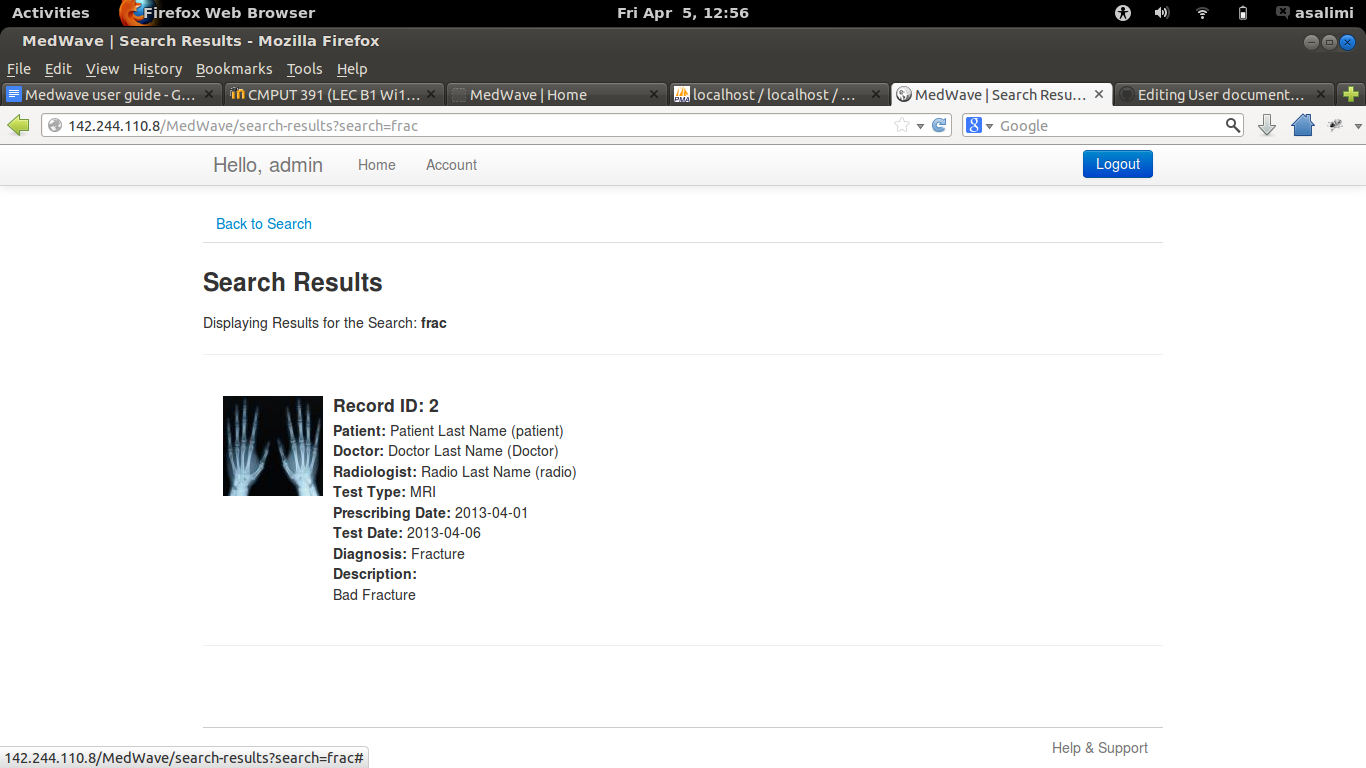 Activities Firefox Web Browser Fri Apr 5, 12:56 asalimi
MedWave | Search Results - Mozilla Firefox
File Edit View History Bookmarks Tools Help
Medwave user guide - G... CMPUT 391 (LEC B1 Wi1... MedWave | Home localhost / localhost / ... MedWave | Search Resu... Editing User document...
142.244.110.8/MedWave/search-results?search=frac Google
Hello, admin Home Account Logout
Back to Search
Search Results
Displaying Results for the Search: frac
Record ID: 2
Patient: Patient Last Name (patient)
Doctor: Doctor Last Name (Doctor)
Radiologist: Radio Last Name (radio)
Test Type: MRI
Prescribing Date: 2013-04-01
Test Date: 2013-04-06
Diagnosis: Fracture
Description:
Bad Fracture
Help & Support
142.244.110.8/MedWave/search-results?search=frac#